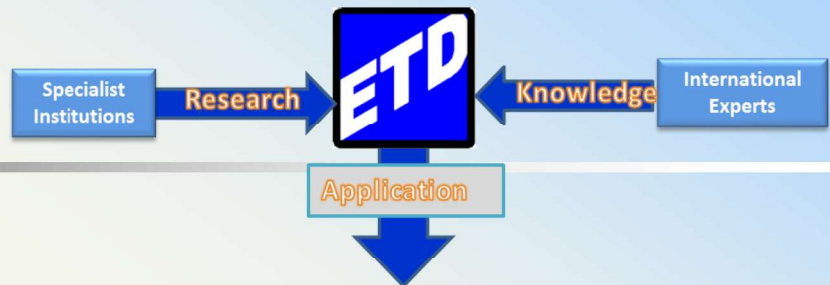 ETD
Specialist
Institutions
Research
Knowledge
International
Experts
Application